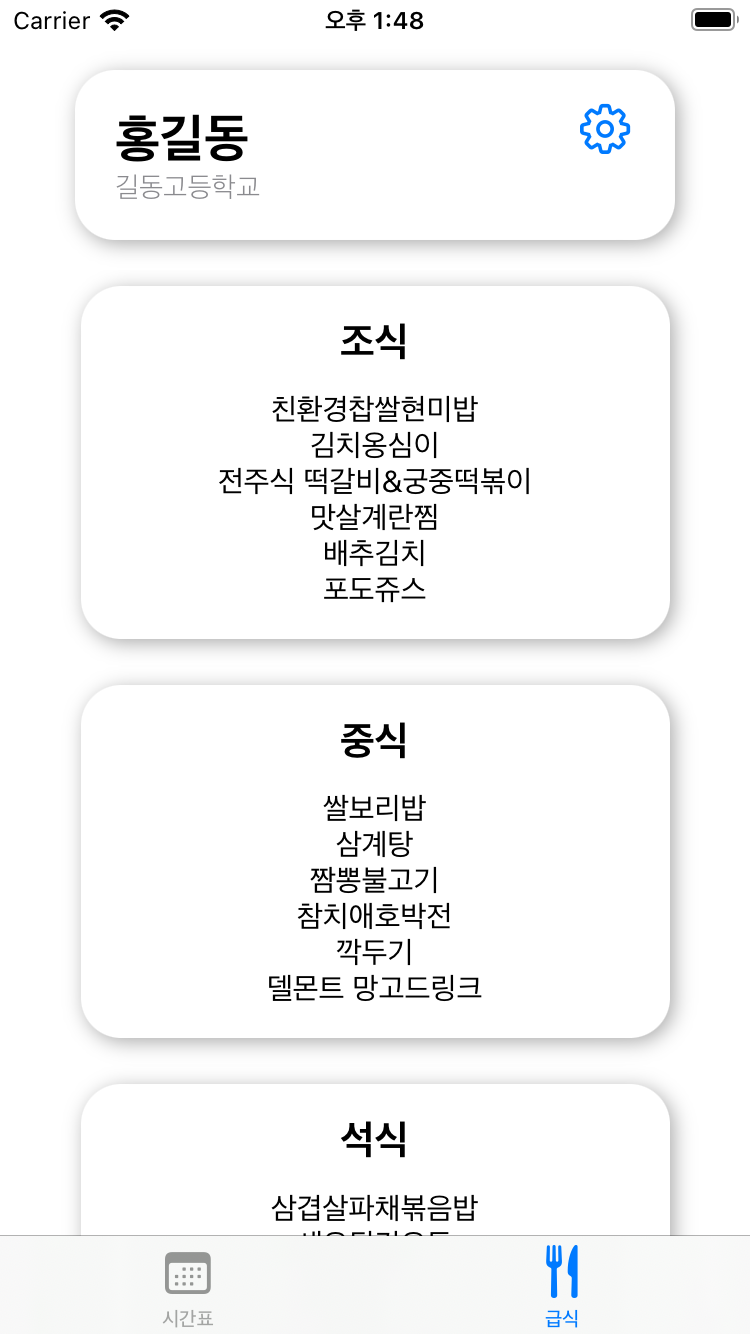 Carrier 오후 1:48
홍길동
길동고등학교
조식
친환경찹쌀현미밥
김치옹심이
전주식 떡갈비&궁중떡볶이
맛살계란찜
배추김치
포도쥬스
중식
쌀보리밥
삼계탕
짬뽕불고기
참치애호박전
깍두기
델몬트 망고드링크
석식
삼겹살파채볶음밥
시간표
급식